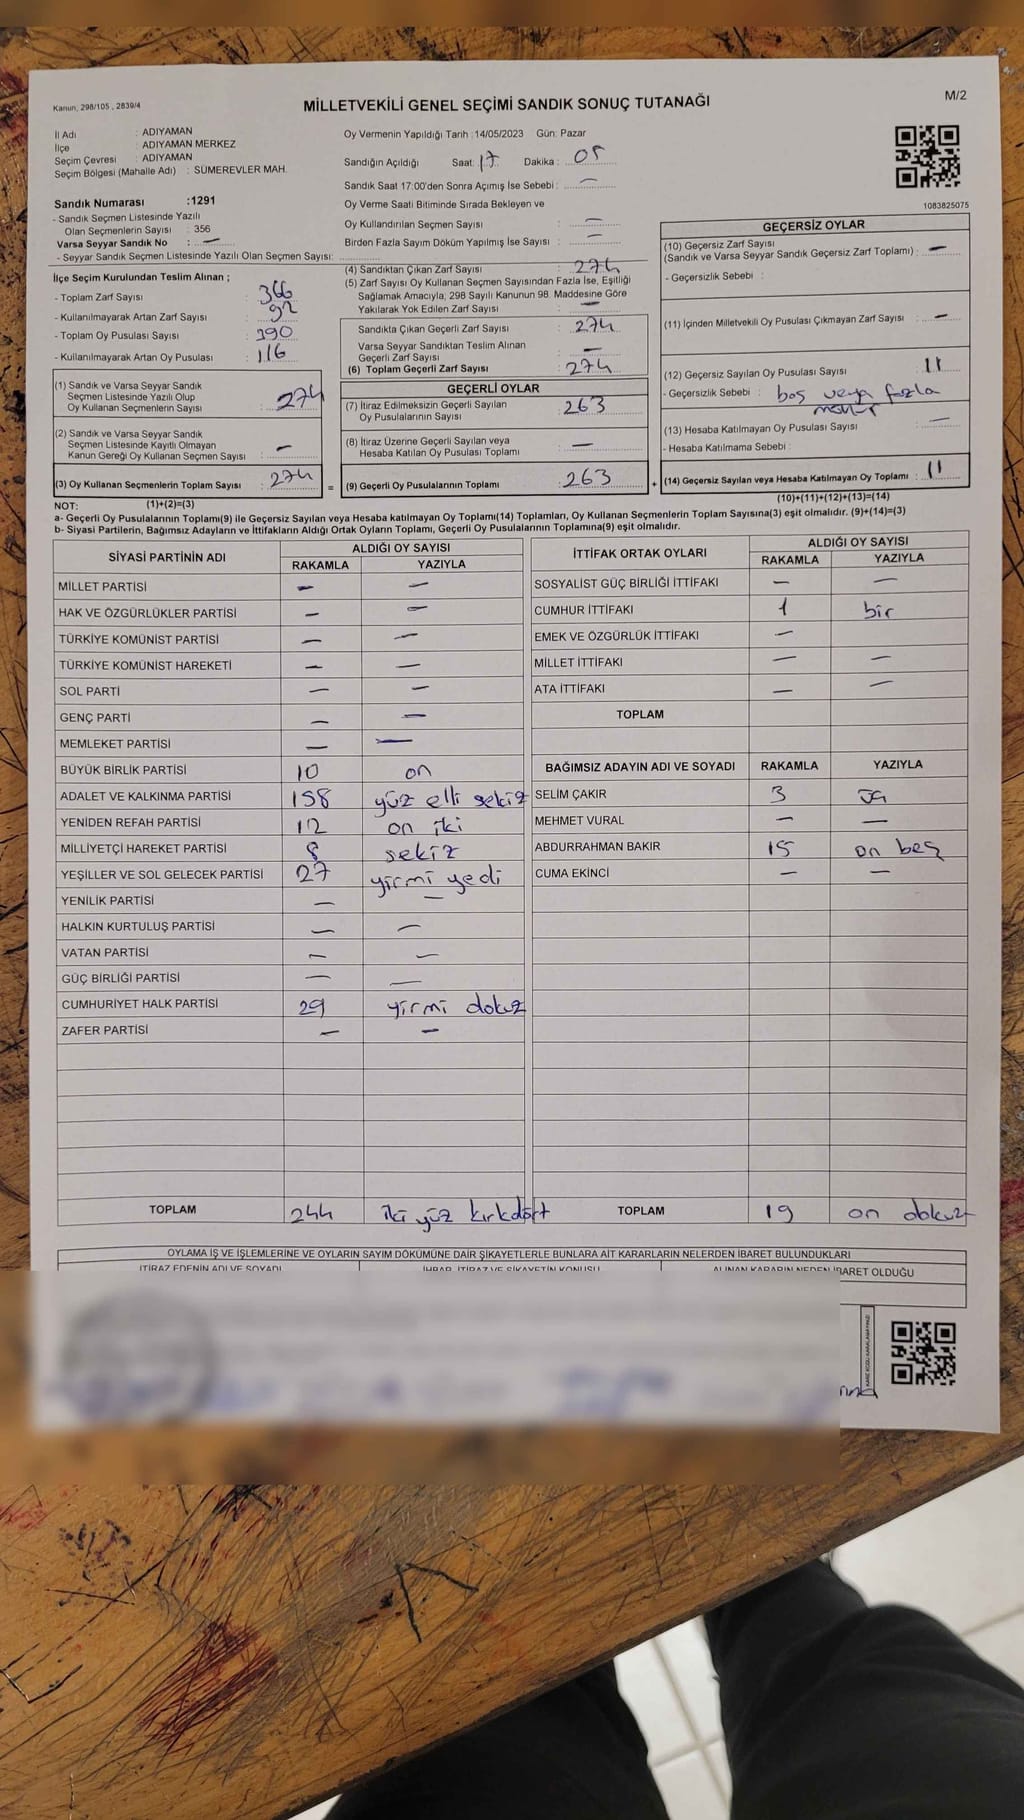 Kanun; 298/105 , 2839/4
MİLLETVEKİLİ GENEL SEÇİMİ SANDIK SONUÇ TUTANAĞI
M/2
İl Adı : ADIYAMAN
İlçe : ADIYAMAN MERKEZ
Seçim Çevresi : ADIYAMAN
Seçim Bölgesi (Mahalle Adı) : SÜMEREVLER MAH.
Sandık Numarası :1291
- Sandık Seçmen Listesinde Yazılı
Olan Seçmenlerin Sayısı : 356
Varsa Seyyar Sandık No : —
- Seyyar Sandık Seçmen Listesinde Yazılı Olan Seçmen Sayısı:
Oy Vermenin Yapıldığı Tarih :14/05/2023 Gün: Pazar
Sandığın Açıldığı Saat: 17 Dakika : 05
Sandık Saat 17:00'den Sonra Açımış İse Sebebi : —
Oy Verme Saati Bitiminde Sırada Bekleyen ve
Oy Kullandırılan Seçmen Sayısı —
Birden Fazla Sayım Döküm Yapılmış İse Sayısı : —
1083825075
İlçe Seçim Kurulundan Teslim Alınan ;
- Toplam Zarf Sayısı : 366
- Kullanılmayarak Artan Zarf Sayısı : 92
- Toplam Oy Pusulası Sayısı : 390
- Kullanılmayarak Artan Oy Pusulası : 116
(1) Sandık ve Varsa Seyyar Sandık
Seçmen Listesinde Yazılı Olup
Oy Kullanan Seçmenlerin Sayısı : 274
(2) Sandık ve Varsa Seyyar Sandık
Seçmen Listesinde Kayıtlı Olmayan
Kanun Gereği Oy Kullanan Seçmen Sayısı : —
(3) Oy Kullanan Seçmenlerin Toplam Sayısı : 274
(4) Sandıktan Çıkan Zarf Sayısı : 274
(5) Zarf Sayısı Oy Kullanan Seçmen Sayısından Fazla İse, Eşitliği
Sağlamak Amacıyla, 298 Sayılı Kanunun 98. Maddesine Göre
Yakılarak Yok Edilen Zarf Sayısı : —
Sandıkta Çıkan Geçerli Zarf Sayısı : 274
Varsa Seyyar Sandıktan Teslim Alınan
Geçerli Zarf Sayısı : —
(6) Toplam Geçerli Zarf Sayısı : 274
GEÇERLİ OYLAR
(7) İtiraz Edilmeksizin Geçerli Sayılan
Oy Pusulalarının Sayısı : 263
(8) İtiraz Üzerine Geçerli Sayılan veya
Hesaba Katılan Oy Pusulası Toplamı : —
= (9) Geçerli Oy Pusulalarının Toplamı : 263
GEÇERSİZ OYLAR
(10) Geçersiz Zarf Sayısı
(Sandık ve Varsa Seyyar Sandık Geçersiz Zarf Toplamı) : —
- Geçersizlik Sebebi :
(11) İçinden Milletvekili Oy Pusulası Çıkmayan Zarf Sayısı : —
(12) Geçersiz Sayılan Oy Pusulası Sayısı : 11
- Geçersizlik Sebebi : boş veya fazla
mühür
(13) Hesaba Katılmayan Oy Pusulası Sayısı : —
- Hesaba Katılmama Sebebi :
+ (14) Geçersiz Sayılan veya Hesaba Katılmayan Oy Toplamı : 11
NOT: (1)+(2)=(3)
(10)+(11)+(12)+(13)=(14)
a- Geçerli Oy Pusulalarının Toplamı(9) ile Geçersiz Sayılan veya Hesaba katılmayan Oy Toplamı(14) Toplamları, Oy Kullanan Seçmenlerin Toplam Sayısına(3) eşit olmalıdır. (9)+(14)=(3)
b- Siyasi Partilerin, Bağımsız Adayların ve İttifakların Aldığı Ortak Oyların Toplamı, Geçerli Oy Pusulalarının Toplamına(9) eşit olmalıdır.
SİYASİ PARTİNİN ADI ALDIĞI OY SAYISI
RAKAMLA YAZIYLA
MİLLET PARTİSİ — —
HAK VE ÖZGÜRLÜKLER PARTİSİ — —
TÜRKİYE KOMÜNİST PARTİSİ — —
TÜRKİYE KOMÜNİST HAREKETİ — —
SOL PARTİ — —
GENÇ PARTİ — —
MEMLEKET PARTİSİ — —
BÜYÜK BİRLİK PARTİSİ 10 on
ADALET VE KALKINMA PARTİSİ 158 yüz elli sekiz
YENİDEN REFAH PARTİSİ 12 on iki
MİLLİYETÇİ HAREKET PARTİSİ 8 sekiz
YEŞİLLER VE SOL GELECEK PARTİSİ 27 yirmi yedi
YENİLİK PARTİSİ — —
HALKIN KURTULUŞ PARTİSİ — —
VATAN PARTİSİ — —
GÜÇ BİRLİĞİ PARTİSİ — —
CUMHURİYET HALK PARTİSİ 29 yirmi dokuz
ZAFER PARTİSİ — —
TOPLAM 244 iki yüz kırkdört
İTTİFAK ORTAK OYLARI ALDIĞI OY SAYISI
RAKAMLA YAZIYLA
SOSYALİST GÜÇ BİRLİĞİ İTTİFAKI — —
CUMHUR İTTİFAKI 1 bir
EMEK VE ÖZGÜRLÜK İTTİFAKI —
MİLLET İTTİFAKI — —
ATA İTTİFAKI — —
TOPLAM
BAĞIMSIZ ADAYIN ADI VE SOYADI RAKAMLA YAZIYLA
SELİM ÇAKIR 3 üç
MEHMET VURAL — —
ABDURRAHMAN BAKIR 15 on beş
CUMA EKİNCİ — —
TOPLAM 19 on dokuz
OYLAMA İŞ VE İŞLEMLERİNE VE OYLARIN SAYIM DÖKÜMÜNE DAİR ŞİKAYETLERLE BUNLARA AİT KARARLARIN NELERDEN İBARET BULUNDUKLARI
İTİRAZ EDENİN ADI VE SOYADI İHBAR, İTİRAZ VE ŞİKAYETİN KONUSU ALINAN KARARIN NEDEN İBARET OLDUĞU